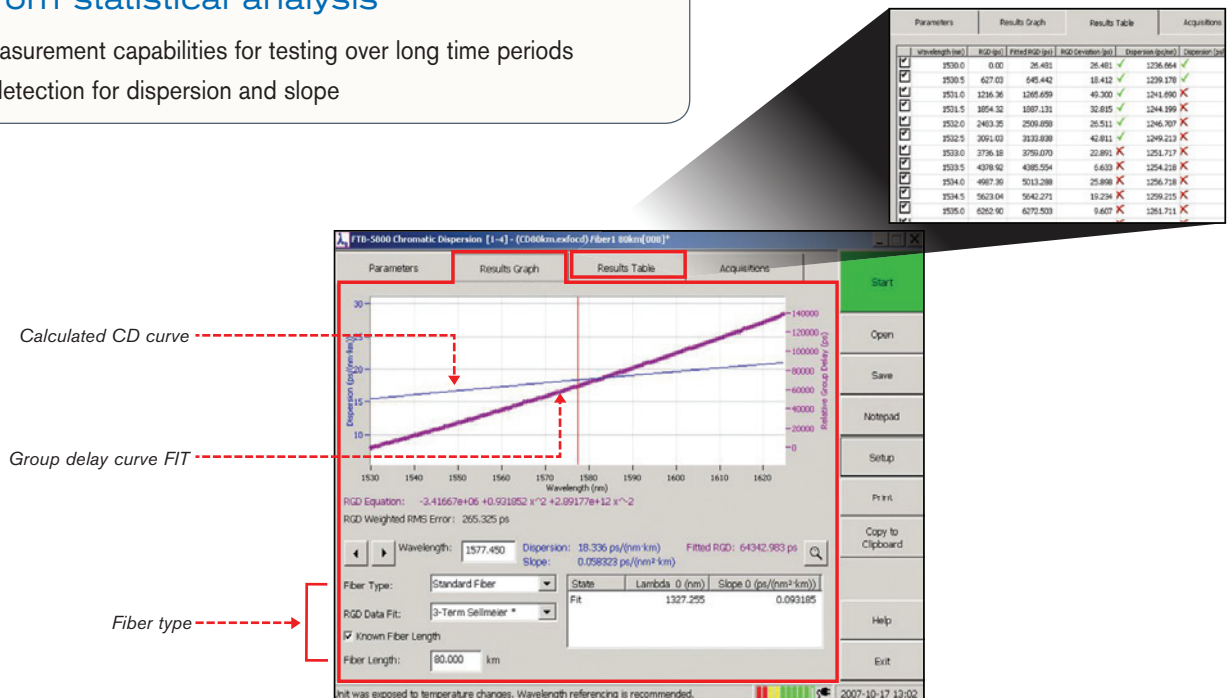 from statistical analysis
asurement capabilities for testing over long time periods
detection for dispersion and slope
Parameters Results Graph Results Table Acquisitions
Wavelength (nm) RGD (ps) Fitted RGD (ps) RGD Deviation (ps) Dispersion (ps/nm) Dispersion (ps/
1530.0 0.00 26.481 26.481 ✓ 1236.664 ✓
1530.5 627.03 645.442 18.412 ✓ 1239.178 ✓
1531.0 1216.36 1265.659 49.300 ✓ 1241.690 ✗
1531.5 1854.32 1887.131 32.815 ✓ 1244.199 ✗
1532.0 2483.35 2509.858 26.511 ✓ 1246.707 ✗
1532.5 3091.03 3133.838 42.811 ✓ 1249.213 ✗
1533.0 3736.18 3759.070 22.891 ✗ 1251.717 ✗
1533.5 4378.92 4385.554 6.633 ✗ 1254.218 ✗
1534.0 4987.39 5013.288 25.898 ✗ 1256.718 ✗
1534.5 5623.04 5642.271 19.234 ✗ 1259.215 ✗
1535.0 6262.90 6272.503 9.607 ✗ 1261.711 ✗
FTB-5800 Chromatic Dispersion [1-4] - (CD80km.exfocd) Fiber1 80km[008]*
Parameters Results Graph Results Table Acquisitions
Start
Open
Save
Notepad
Setup
Print
Copy to
Clipboard
Help
Exit
Calculated CD curve
Group delay curve FIT
Fiber type
30
25
20
15
10
Dispersion (ps/(nm·km))
140000
120000
100000
80000
60000
40000
20000
0
Relative Group Delay (ps)
1530 1540 1550 1560 1570 1580 1590 1600 1610 1620
Wavelength (nm)
RGD Equation: -3.41667e+06 +0.931852 x^2 +2.89177e+12 x^-2
RGD Weighted RMS Error: 265.325 ps
Wavelength: 1577.450 Dispersion: 18.336 ps/(nm·km) Fitted RGD: 64342.983 ps
Slope: 0.058323 ps/(nm²·km)
Fiber Type: Standard Fiber
RGD Data Fit: 3-Term Sellmeier *
Known Fiber Length
Fiber Length: 80.000 km
State Lambda 0 (nm) Slope 0 (ps/(nm²·km))
Fit 1327.255 0.093185
Unit was exposed to temperature changes. Wavelength referencing is recommended.
2007-10-17 13:02